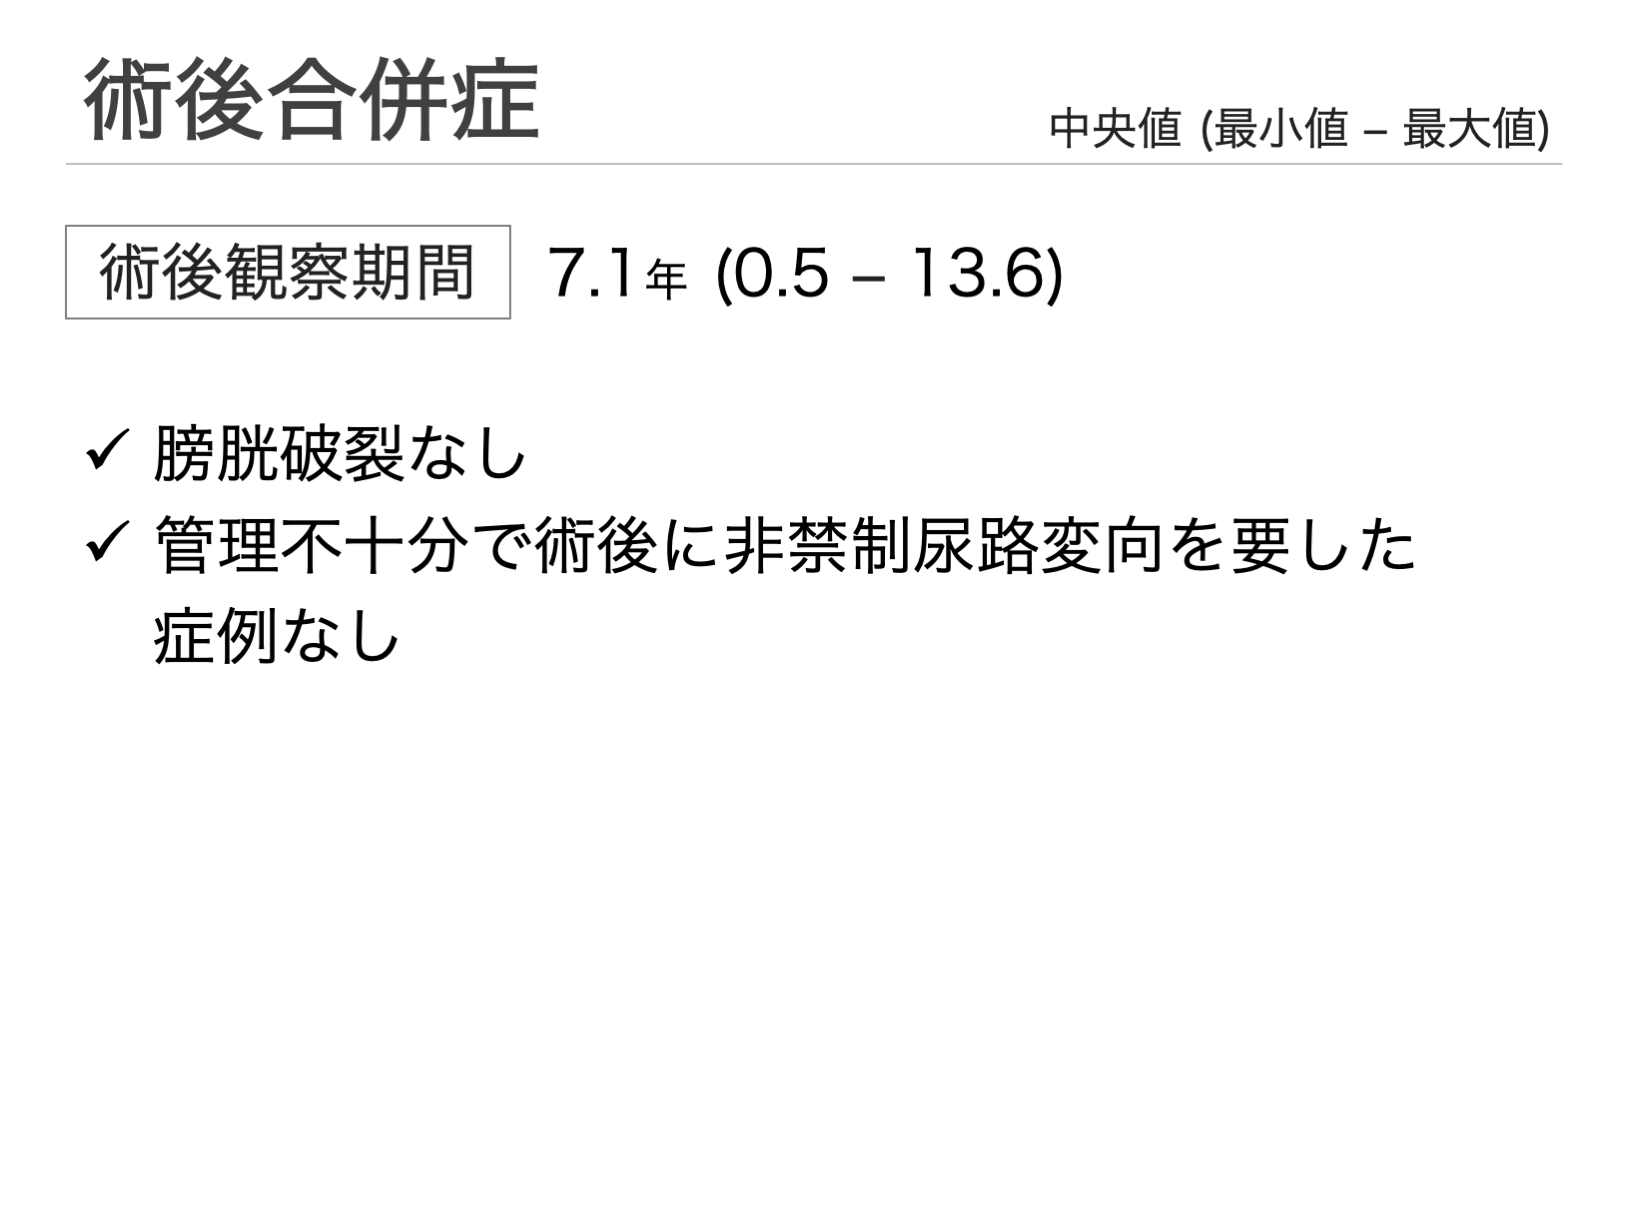 術後合併症
中央値 (最小値 – 最大値)
術後観察期間 7.1年 (0.5 – 13.6)
✓ 膀胱破裂なし
✓ 管理不十分で術後に非禁制尿路変向を要した
症例なし